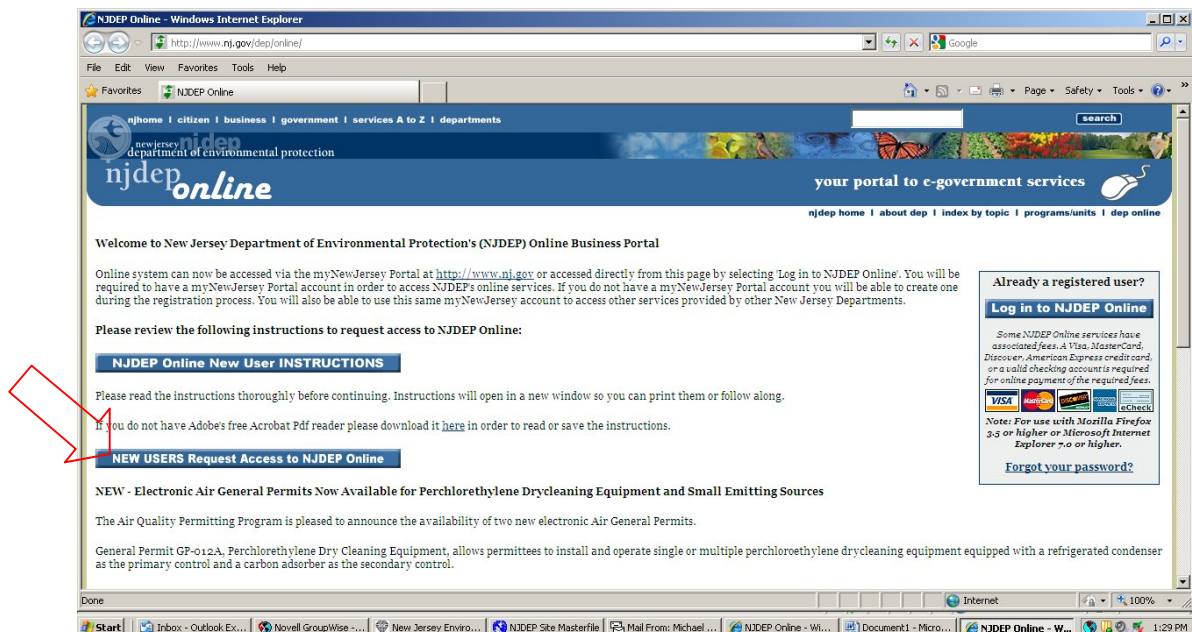 NJDEP Online - Windows Internet Explorer
http://www.nj.gov/dep/online/
Google
File Edit View Favorites Tools Help
Favorites NJDEP Online
Page Safety Tools
njhome | citizen | business | government | services A to Z | departments
search
newjersey njdep
department of environmental protection
njdep online
your portal to e-government services
njdep home | about dep | index by topic | programs/units | dep online
Welcome to New Jersey Department of Environmental Protection's (NJDEP) Online Business Portal
Online system can now be accessed via the myNewJersey Portal at http://www.nj.gov or accessed directly from this page by selecting 'Log in to NJDEP Online'. You will be
required to have a myNewJersey Portal account in order to access NJDEP's online services. If you do not have a myNewJersey Portal account you will be able to create one
during the registration process. You will also be able to use this same myNewJersey account to access other services provided by other New Jersey Departments.
Please review the following instructions to request access to NJDEP Online:
NJDEP Online New User INSTRUCTIONS
Please read the instructions thoroughly before continuing. Instructions will open in a new window so you can print them or follow along.
If you do not have Adobe's free Acrobat Pdf reader please download it here in order to read or save the instructions.
NEW USERS Request Access to NJDEP Online
Already a registered user?
Log in to NJDEP Online
Some NJDEP Online services have
associated fees. A Visa, MasterCard,
Discover, American Express credit card,
or a valid checking account is required
for online payment of the required fees.
VISA MasterCard DISCOVER eCheck
Note: For use with Mozilla Firefox
3.5 or higher or Microsoft Internet
Explorer 7.0 or higher.
Forgot your password?
NEW - Electronic Air General Permits Now Available for Perchlorethylene Drycleaning Equipment and Small Emitting Sources
The Air Quality Permitting Program is pleased to announce the availability of two new electronic Air General Permits.
General Permit GP-012A, Perchlorethylene Dry Cleaning Equipment, allows permittees to install and operate single or multiple perchloroethylene drycleaning equipment equipped with a refrigerated condenser
as the primary control and a carbon adsorber as the secondary control.
Done Internet 100%
Start Inbox - Outlook Ex... Novell GroupWise -... New Jersey Enviro... NJDEP Site Masterfile Mail From: Michael ... NJDEP Online - Wi... Document1 - Micro... NJDEP Online - W... 1:29 PM